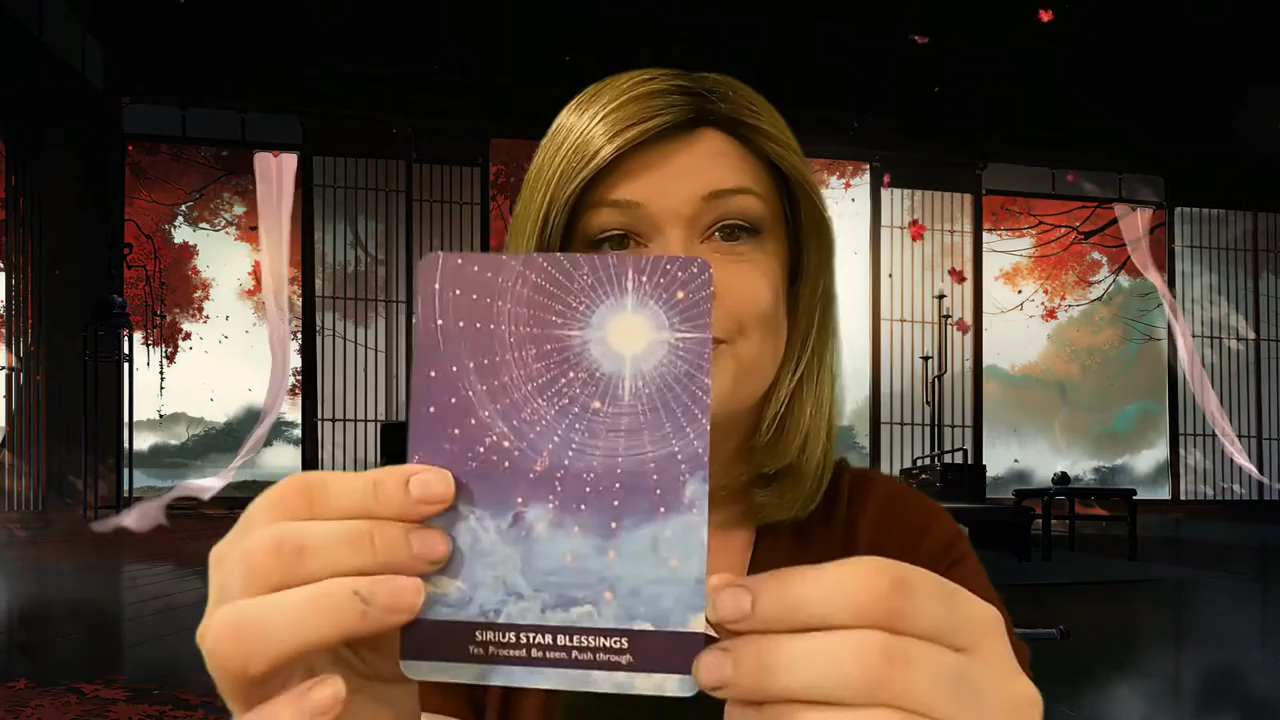 SIRIUS STAR BLESSINGS
Yes. Proceed. Be seen. Push through.